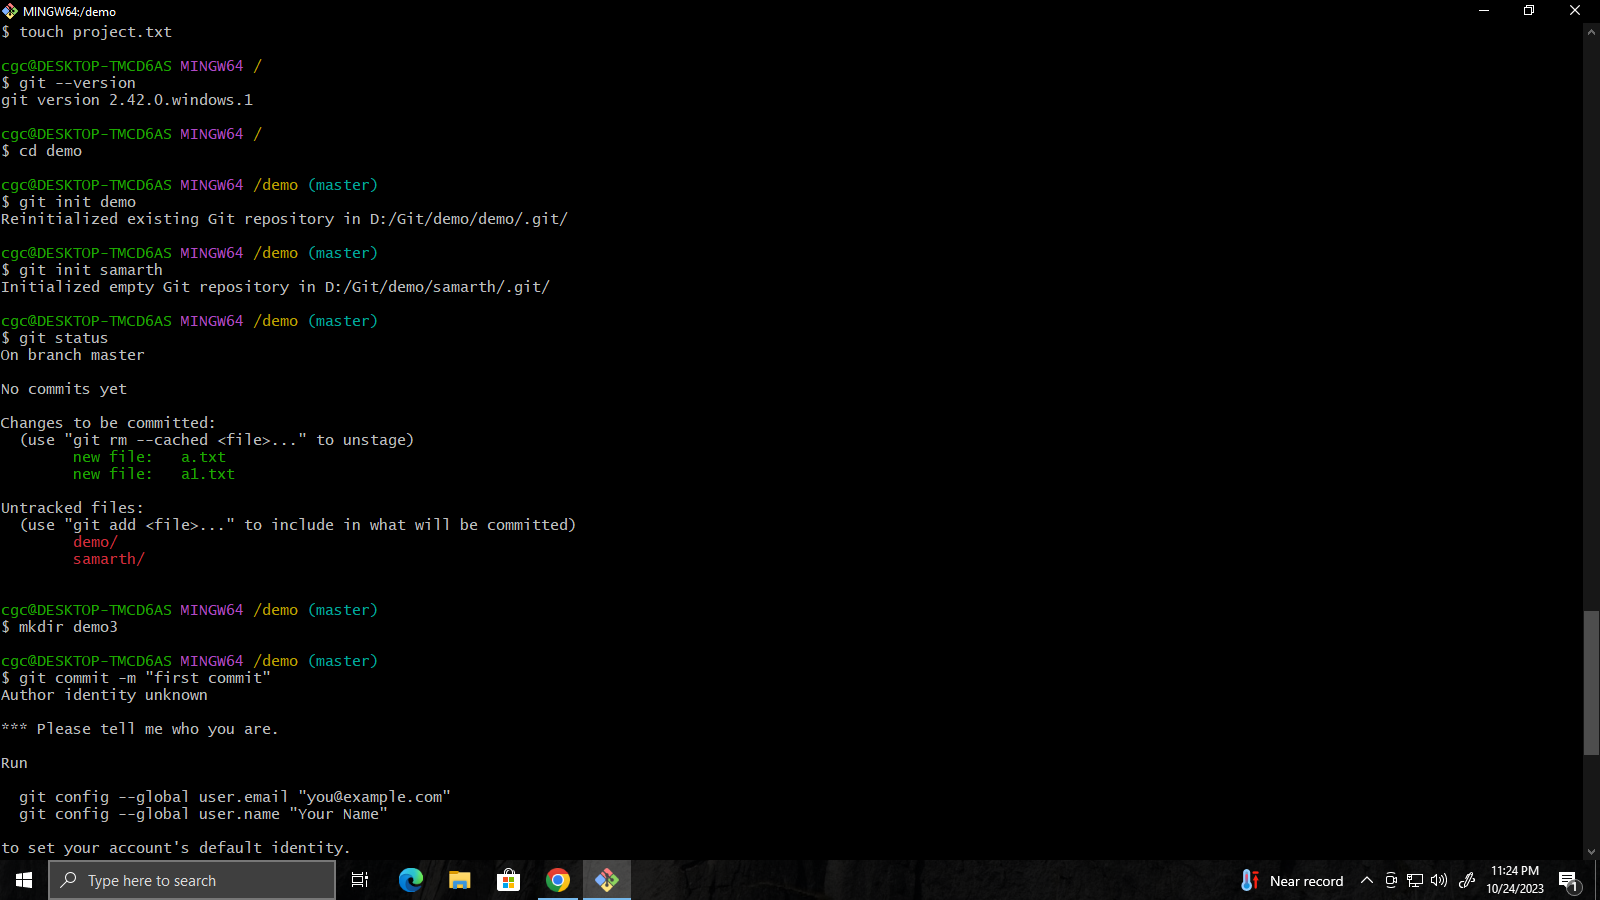 MINGW64:/demo
$ touch project.txt
cgc@DESKTOP-TMCD6AS MINGW64 /
$ git --version
git version 2.42.0.windows.1
cgc@DESKTOP-TMCD6AS MINGW64 /
$ cd demo
cgc@DESKTOP-TMCD6AS MINGW64 /demo (master)
$ git init demo
Reinitialized existing Git repository in D:/Git/demo/demo/.git/
cgc@DESKTOP-TMCD6AS MINGW64 /demo (master)
$ git init samarth
Initialized empty Git repository in D:/Git/demo/samarth/.git/
cgc@DESKTOP-TMCD6AS MINGW64 /demo (master)
$ git status
On branch master
No commits yet
Changes to be committed:
  (use "git rm --cached <file>..." to unstage)
        new file:   a.txt
        new file:   a1.txt
Untracked files:
  (use "git add <file>..." to include in what will be committed)
        demo/
        samarth/
cgc@DESKTOP-TMCD6AS MINGW64 /demo (master)
$ mkdir demo3
cgc@DESKTOP-TMCD6AS MINGW64 /demo (master)
$ git commit -m "first commit"
Author identity unknown
*** Please tell me who you are.
Run
  git config --global user.email "you@example.com"
  git config --global user.name "Your Name"
to set your account's default identity.
Type here to search
Near record
11:24 PM
10/24/2023
1